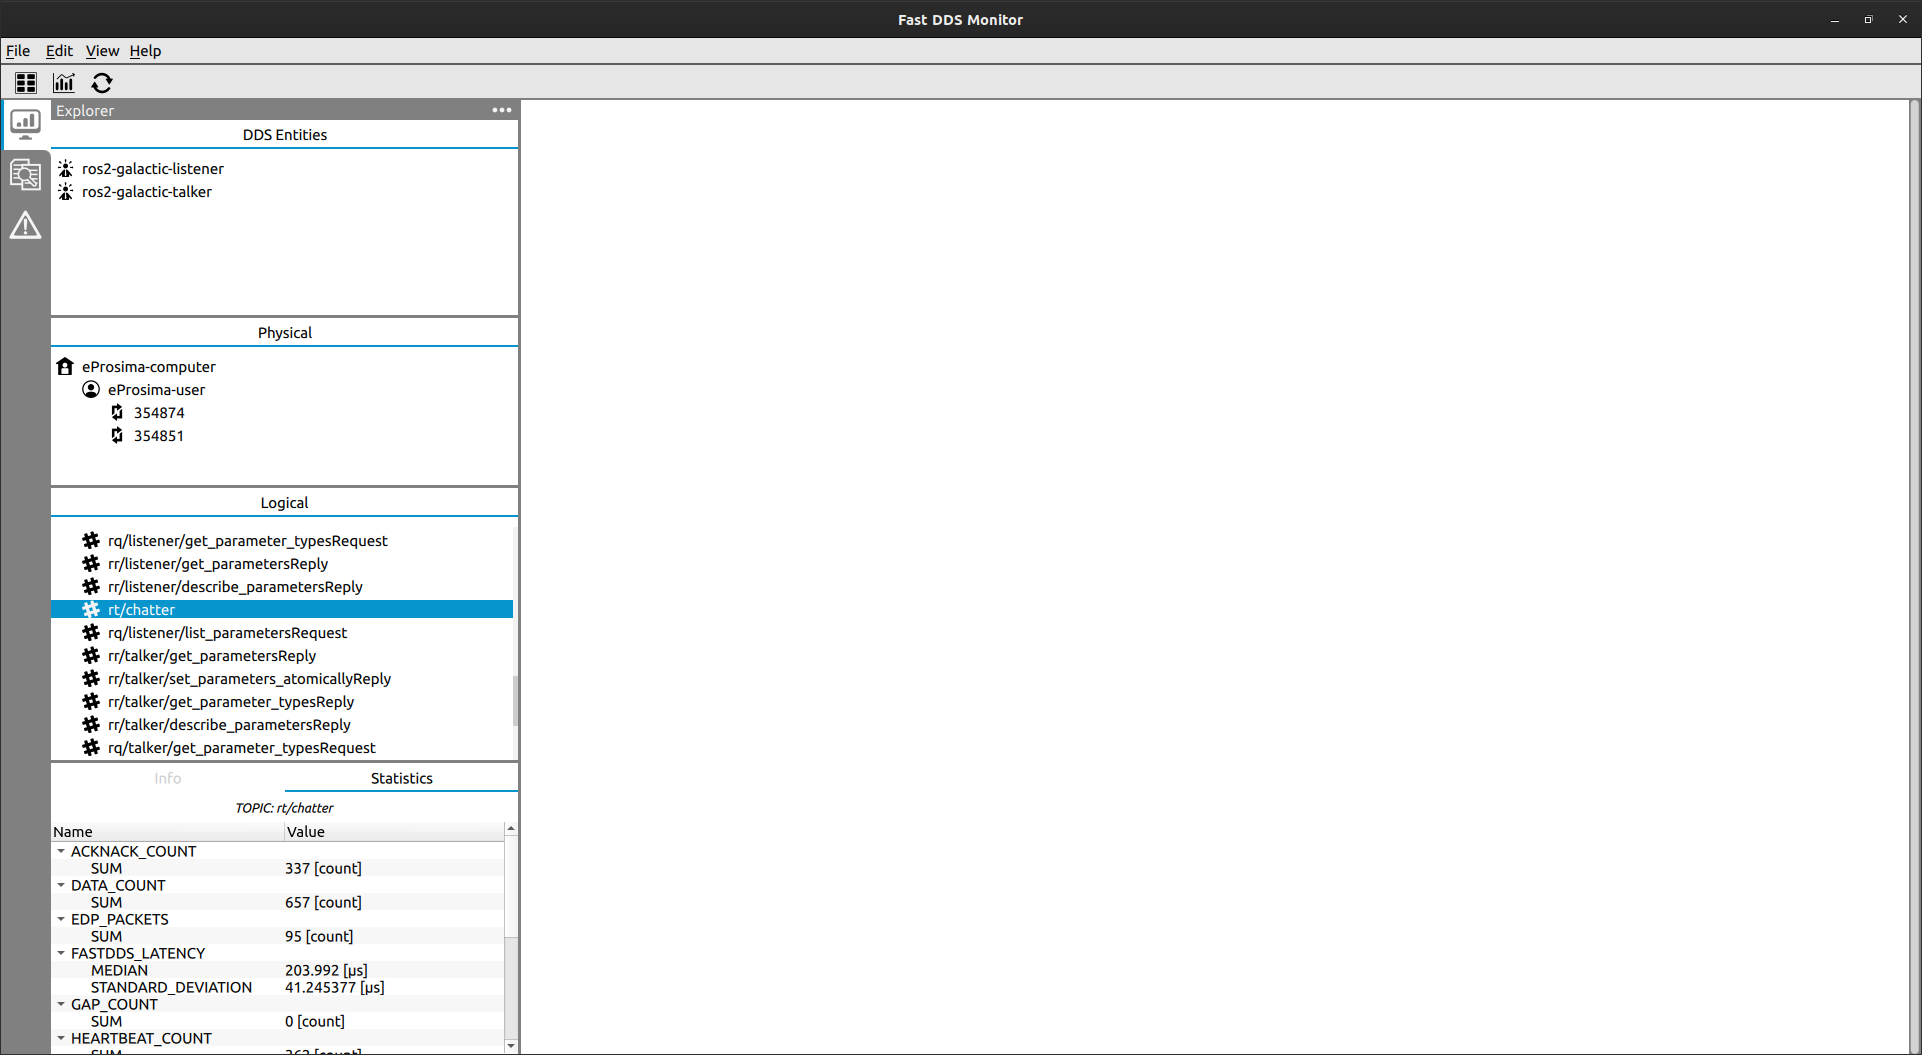 Fast DDS Monitor
File Edit View Help
Explorer
DDS Entities
ros2-galactic-listener
ros2-galactic-talker
Physical
eProsima-computer
eProsima-user
354874
354851
Logical
rq/listener/get_parameter_typesRequest
rr/listener/get_parametersReply
rr/listener/describe_parametersReply
rt/chatter
rq/listener/list_parametersRequest
rr/talker/get_parametersReply
rr/talker/set_parameters_atomicallyReply
rr/talker/get_parameter_typesReply
rr/talker/describe_parametersReply
rq/talker/get_parameter_typesRequest
Info Statistics
TOPIC: rt/chatter
Name Value
ACKNACK_COUNT
SUM 337 [count]
DATA_COUNT
SUM 657 [count]
EDP_PACKETS
SUM 95 [count]
FASTDDS_LATENCY
MEDIAN 203.992 [µs]
STANDARD_DEVIATION 41.245377 [µs]
GAP_COUNT
SUM 0 [count]
HEARTBEAT_COUNT